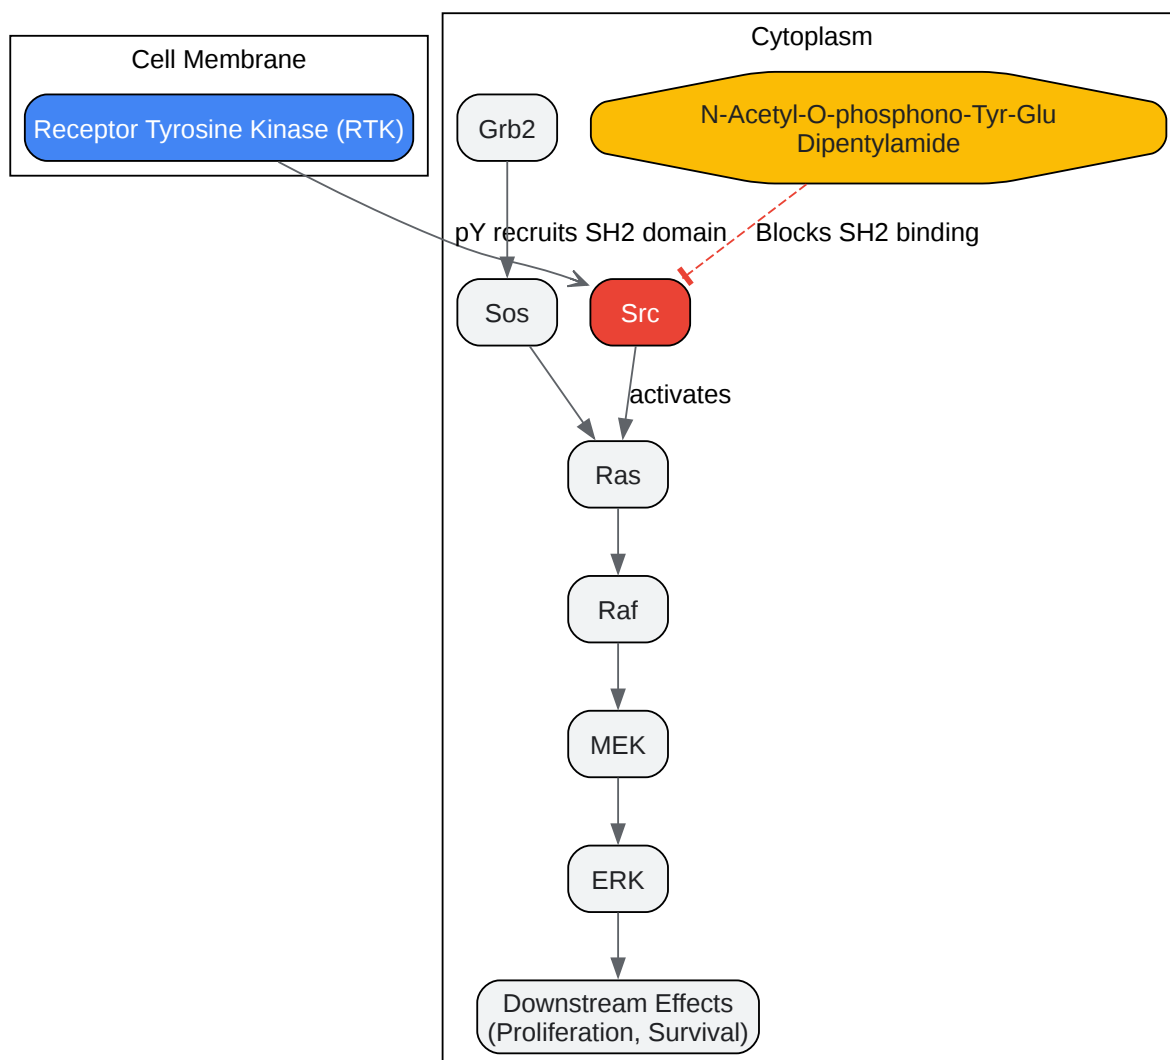 Cytoplasm
Cell Membrane
Receptor Tyrosine Kinase (RTK)
Grb2
N-Acetyl-O-phosphono-Tyr-Glu
Dipentylamide
pY recruits SH2 domain
Blocks SH2 binding
Sos
Src
activates
Ras
Raf
MEK
ERK
Downstream Effects
(Proliferation, Survival)